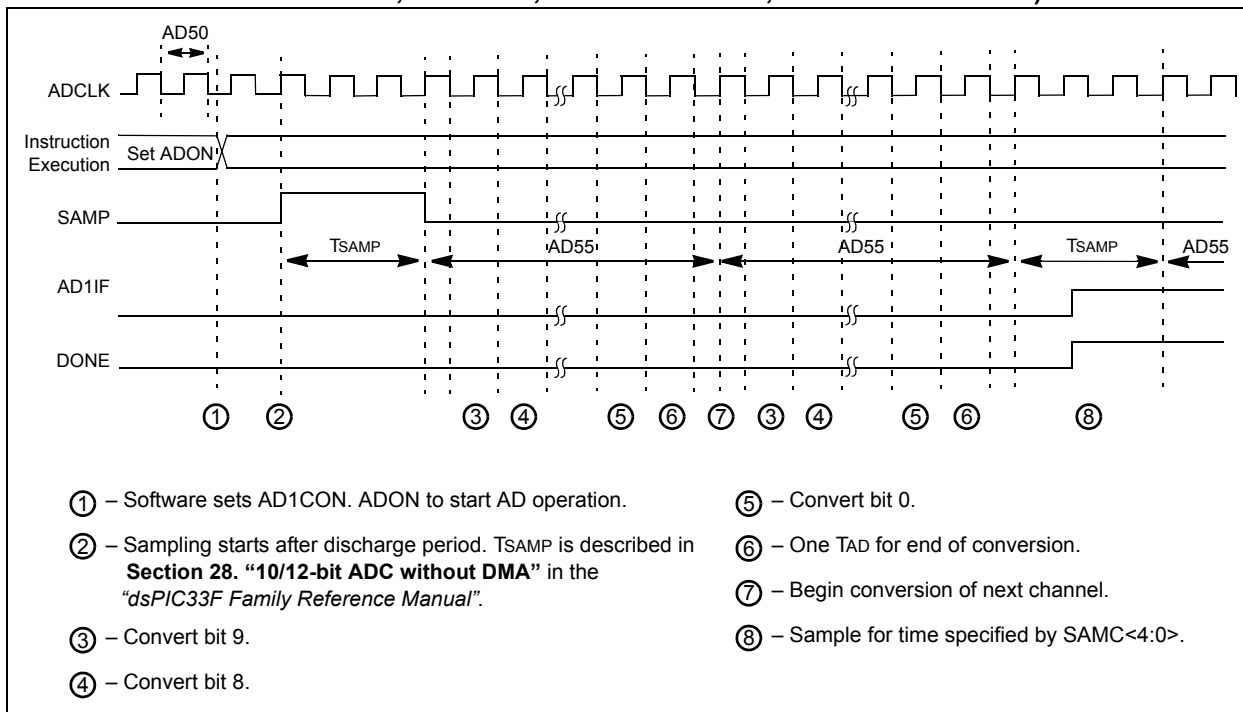 AD50
ADCLK
Instruction
Execution
Set ADON
SAMP
TSAMP
AD55
AD55
TSAMP
AD55
AD1IF
DONE
1 2 3 4 5 6 7 3 4 5 6 8
1 – Software sets AD1CON. ADON to start AD operation.
2 – Sampling starts after discharge period. TSAMP is described in
Section 28. “10/12-bit ADC without DMA” in the
“dsPIC33F Family Reference Manual”.
3 – Convert bit 9.
4 – Convert bit 8.
5 – Convert bit 0.
6 – One TAD for end of conversion.
7 – Begin conversion of next channel.
8 – Sample for time specified by SAMC<4:0>.